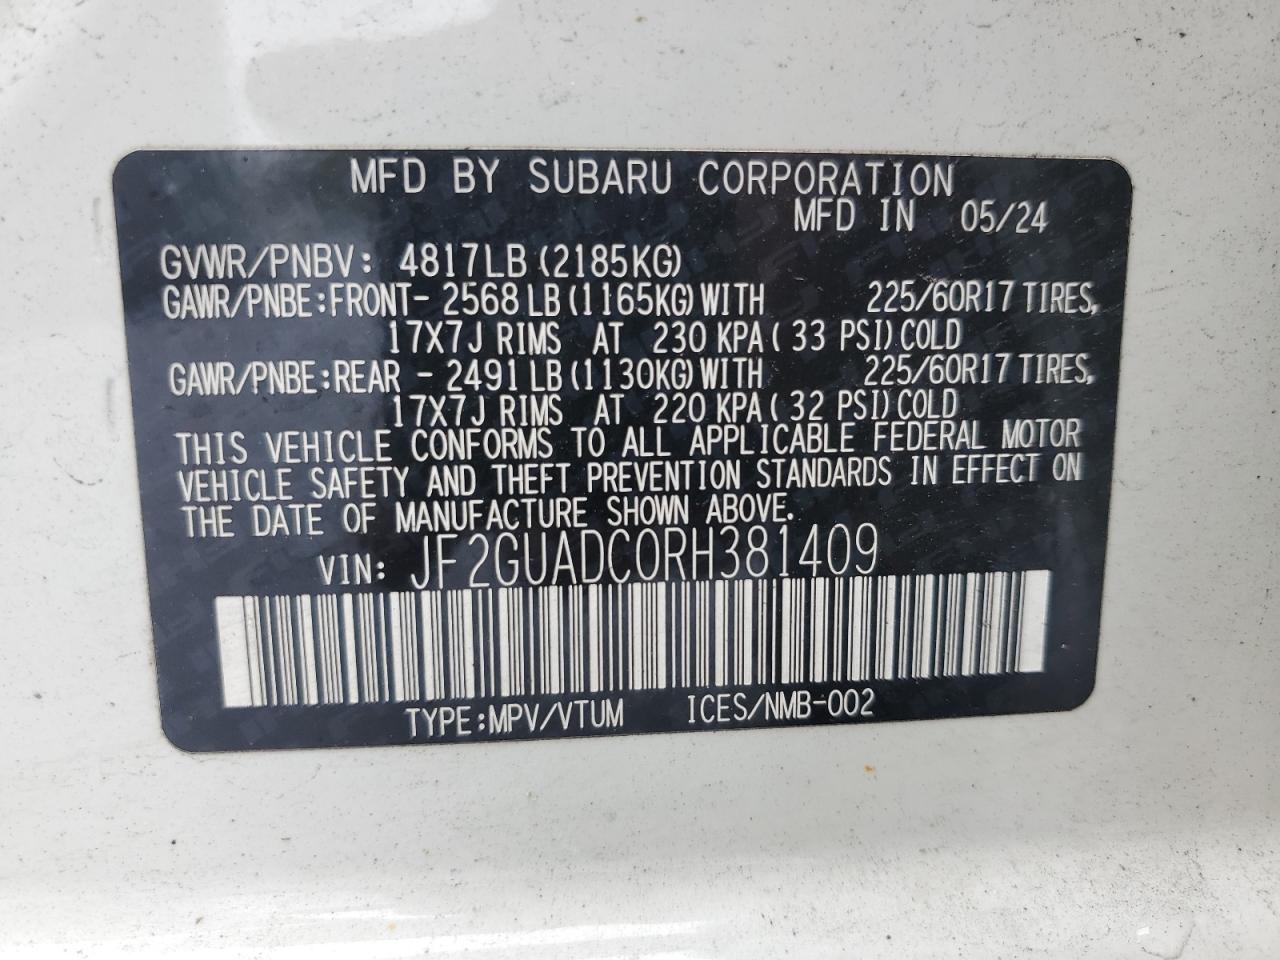 MFD BY SUBARU CORPORATION
MFD IN 05/24
GVWR/PNBV: 4817LB (2185KG)
GAWR/PNBE:FRONT- 2568 LB (1165KG) WITH 225/60R17 TIRES,
17X7J RIMS AT 230 KPA ( 33 PSI) COLD
GAWR/PNBE:REAR - 2491 LB (1130KG) WITH 225/60R17 TIRES,
17X7J RIMS AT 220 KPA ( 32 PSI) COLD
THIS VEHICLE CONFORMS TO ALL APPLICABLE FEDERAL MOTOR
VEHICLE SAFETY AND THEFT PREVENTION STANDARDS IN EFFECT ON
THE DATE OF MANUFACTURE SHOWN ABOVE.
VIN: JF2GUADC0RH381409
TYPE:MPV/VTUM ICES/NMB-002